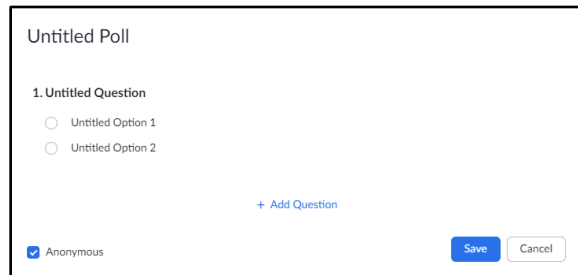 Untitled Poll
1. Untitled Question
Untitled Option 1
Untitled Option 2
+ Add Question
Anonymous
Save
Cancel